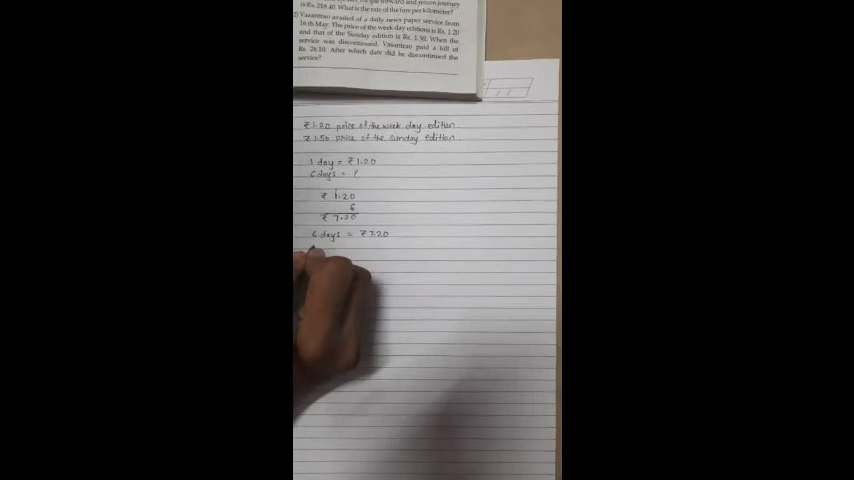 is Rs. 216.40. What is the rate of the fare per kilometer?
Vasantrao availed of a daily news paper service from
16 th May. The price of the week day editions is Rs. 1.20
and that of the Sunday edition is Rs. 1.50. When the
service was discontinued, Vasantrao paid a bill of
Rs. 26.10. After which date did he discontinued the
service?
₹1.20 price of the week day edition.
₹1.50 price of the sunday edition.
1 day = ₹1.20
6 days = ?
₹ 1.20
6
₹ 7.20
6 days = ₹7.20